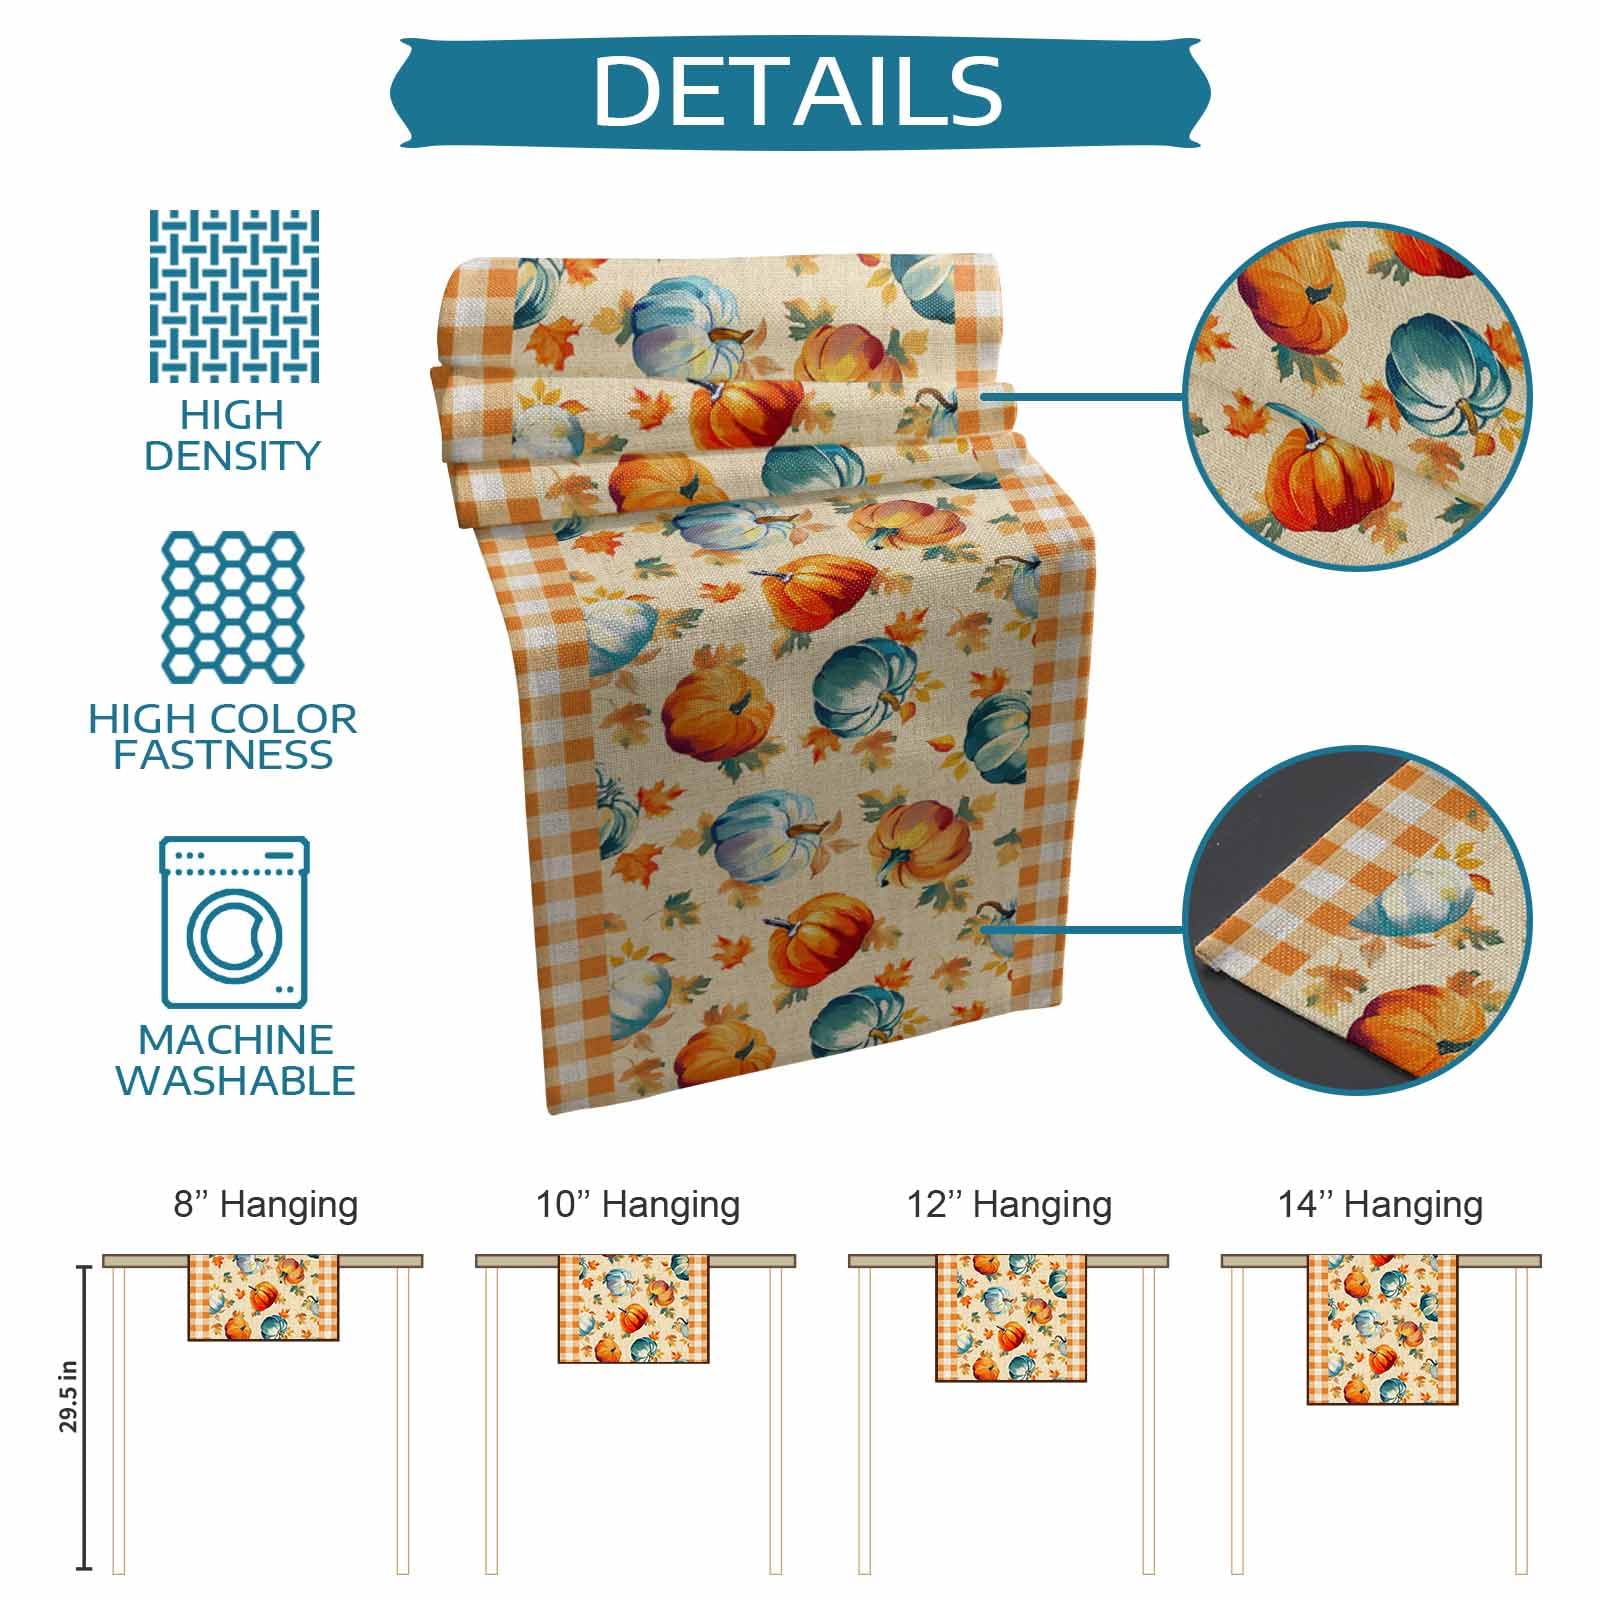 DETAILS
HIGH
DENSITY
HIGH COLOR
FASTNESS
MACHINE
WASHABLE
8’’ Hanging
10’’ Hanging
12’’ Hanging
14’’ Hanging
29.5 in